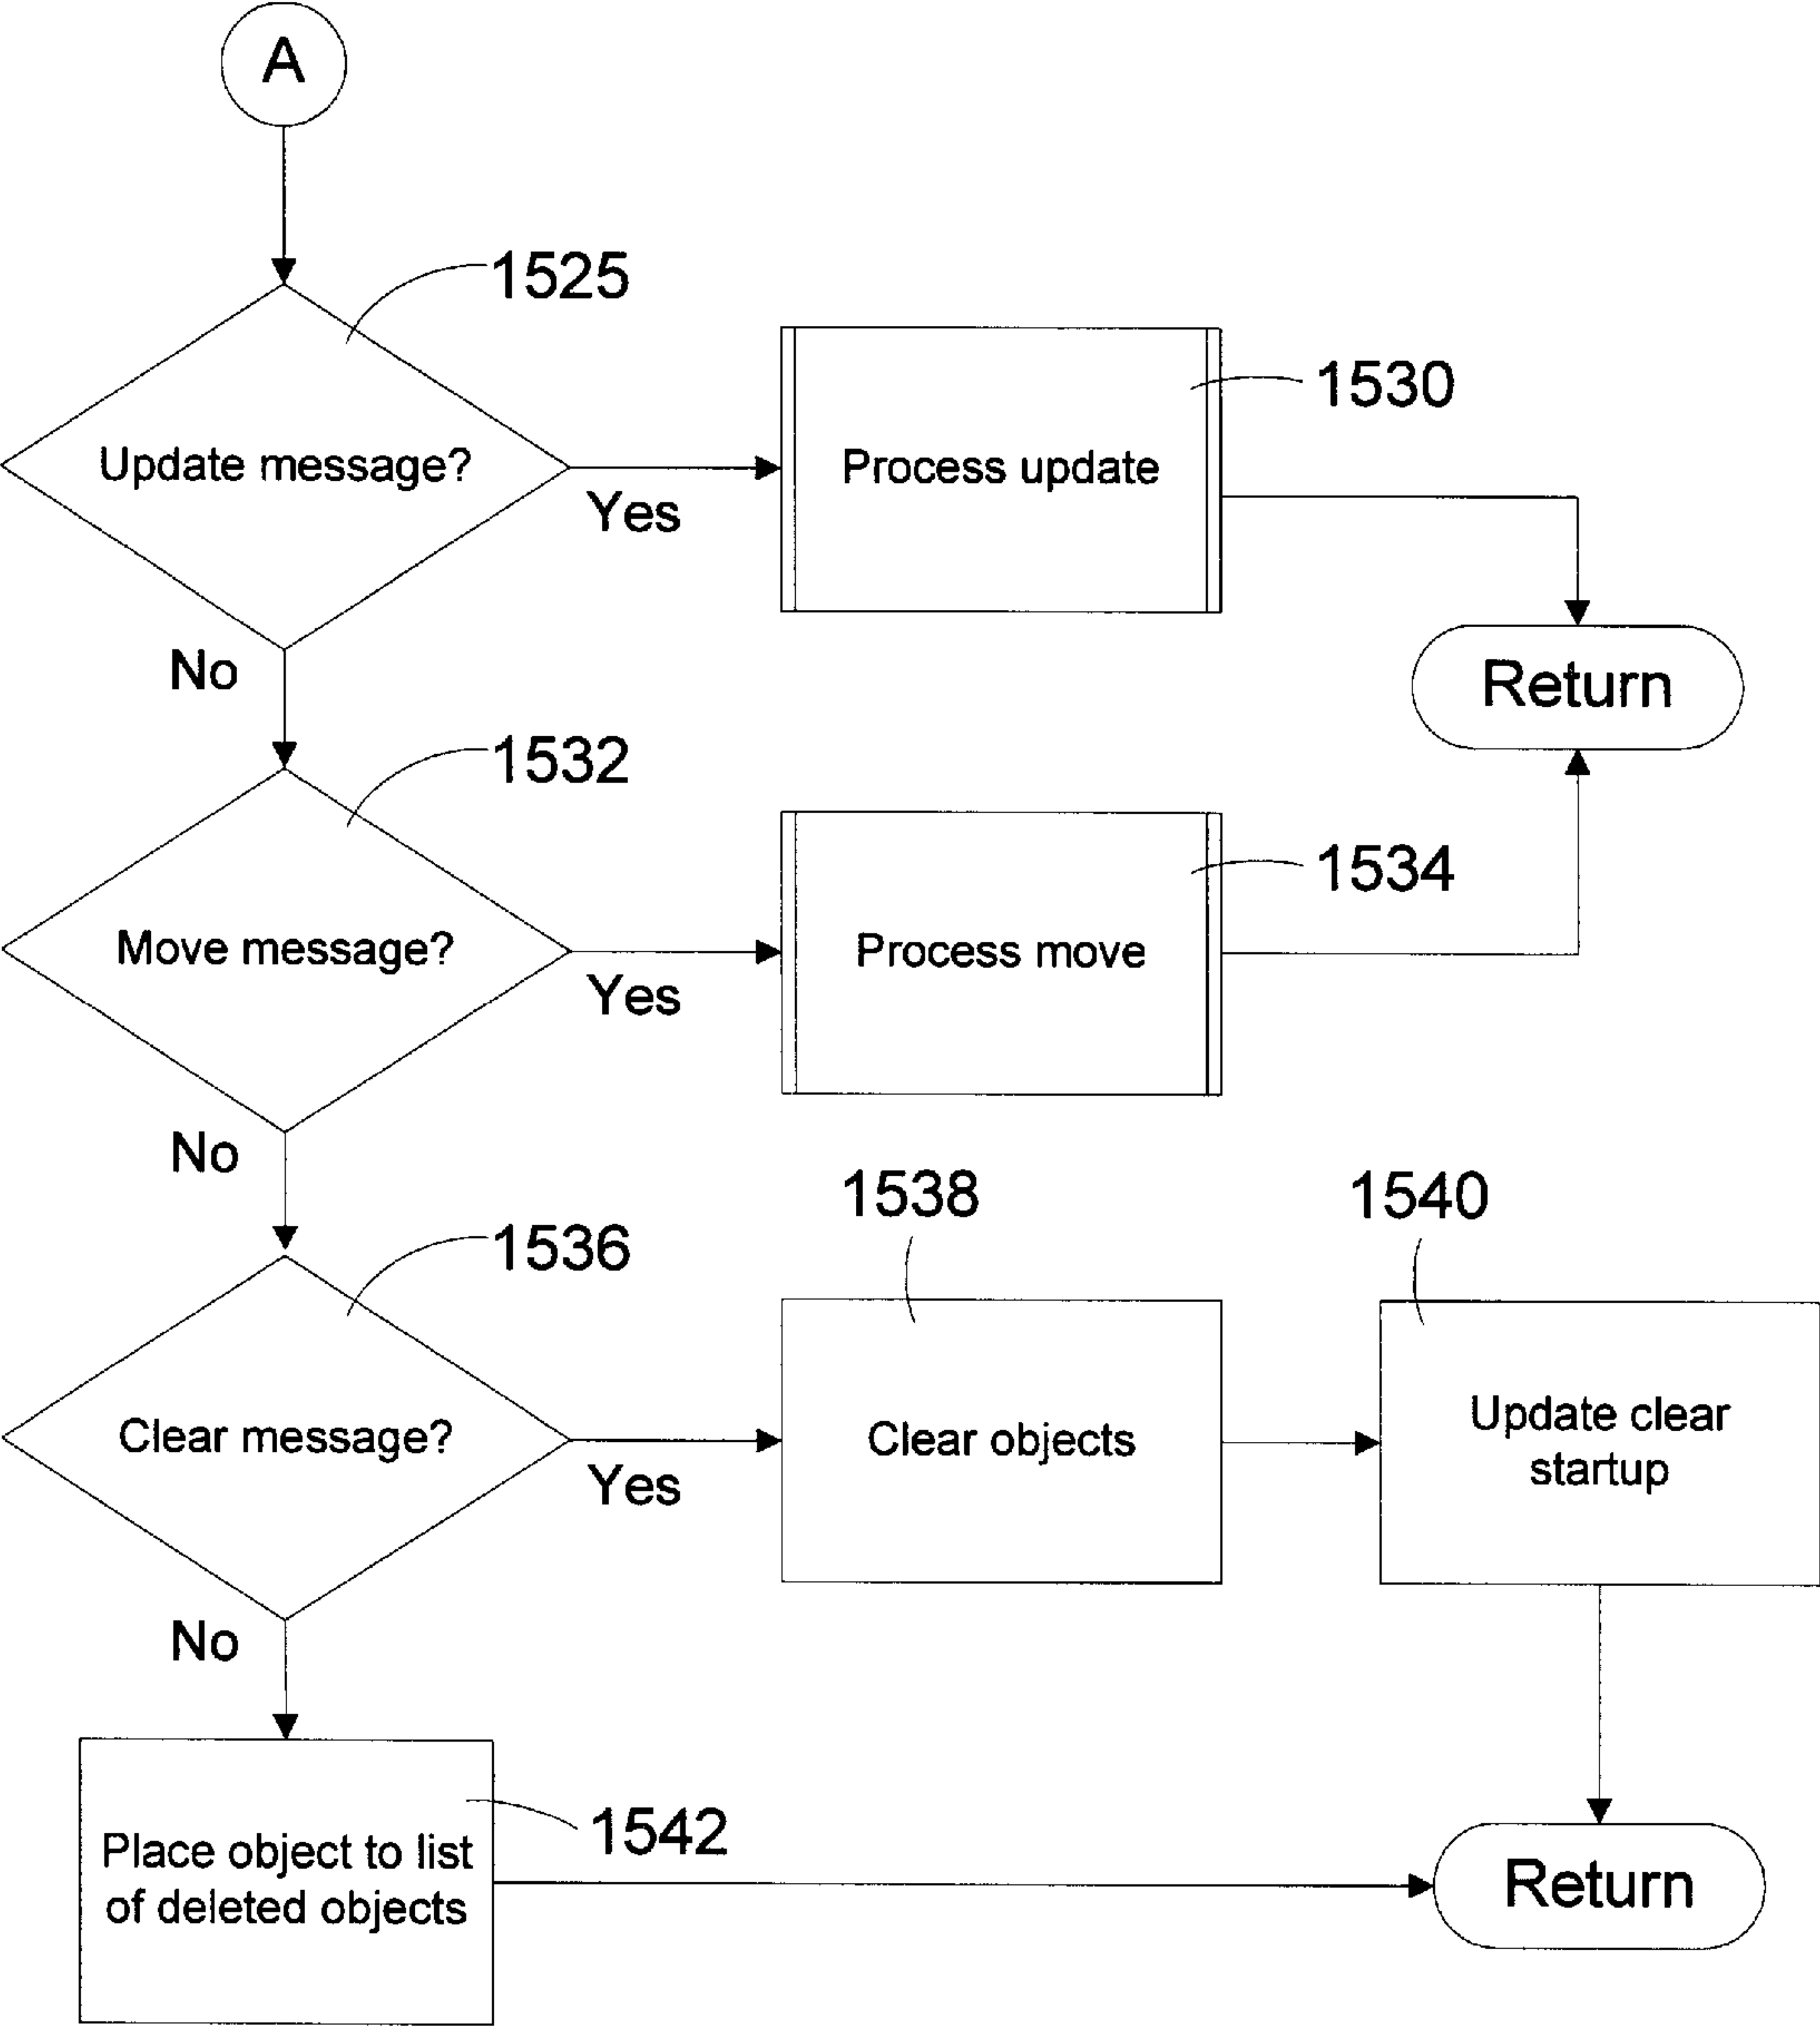 A
1525
Update message?
Yes
Process update
1530
No
Return
1532
Move message?
Yes
Process move
1534
No
1536
Clear message?
Yes
1538
Clear objects
1540
Update clear
startup
No
Place object to list
of deleted objects
1542
Return